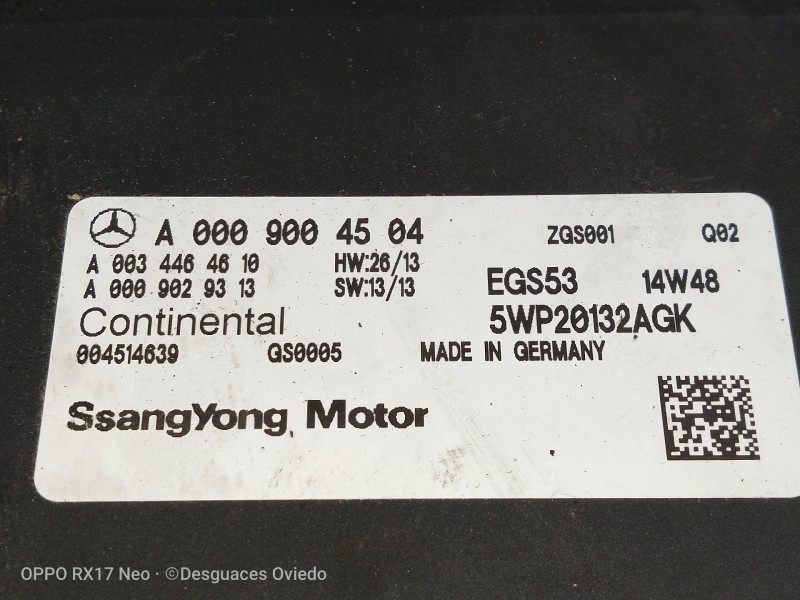 A 000 900 45 04 ZGS001 Q02
A 003 446 46 10 HW:26/13
A 000 902 93 13 SW:13/13 EGS53 14W48
Continental 5WP20132AGK
004514639 GS0005 MADE IN GERMANY
SsangYong Motor
OPPO RX17 Neo · ©Desguaces Oviedo